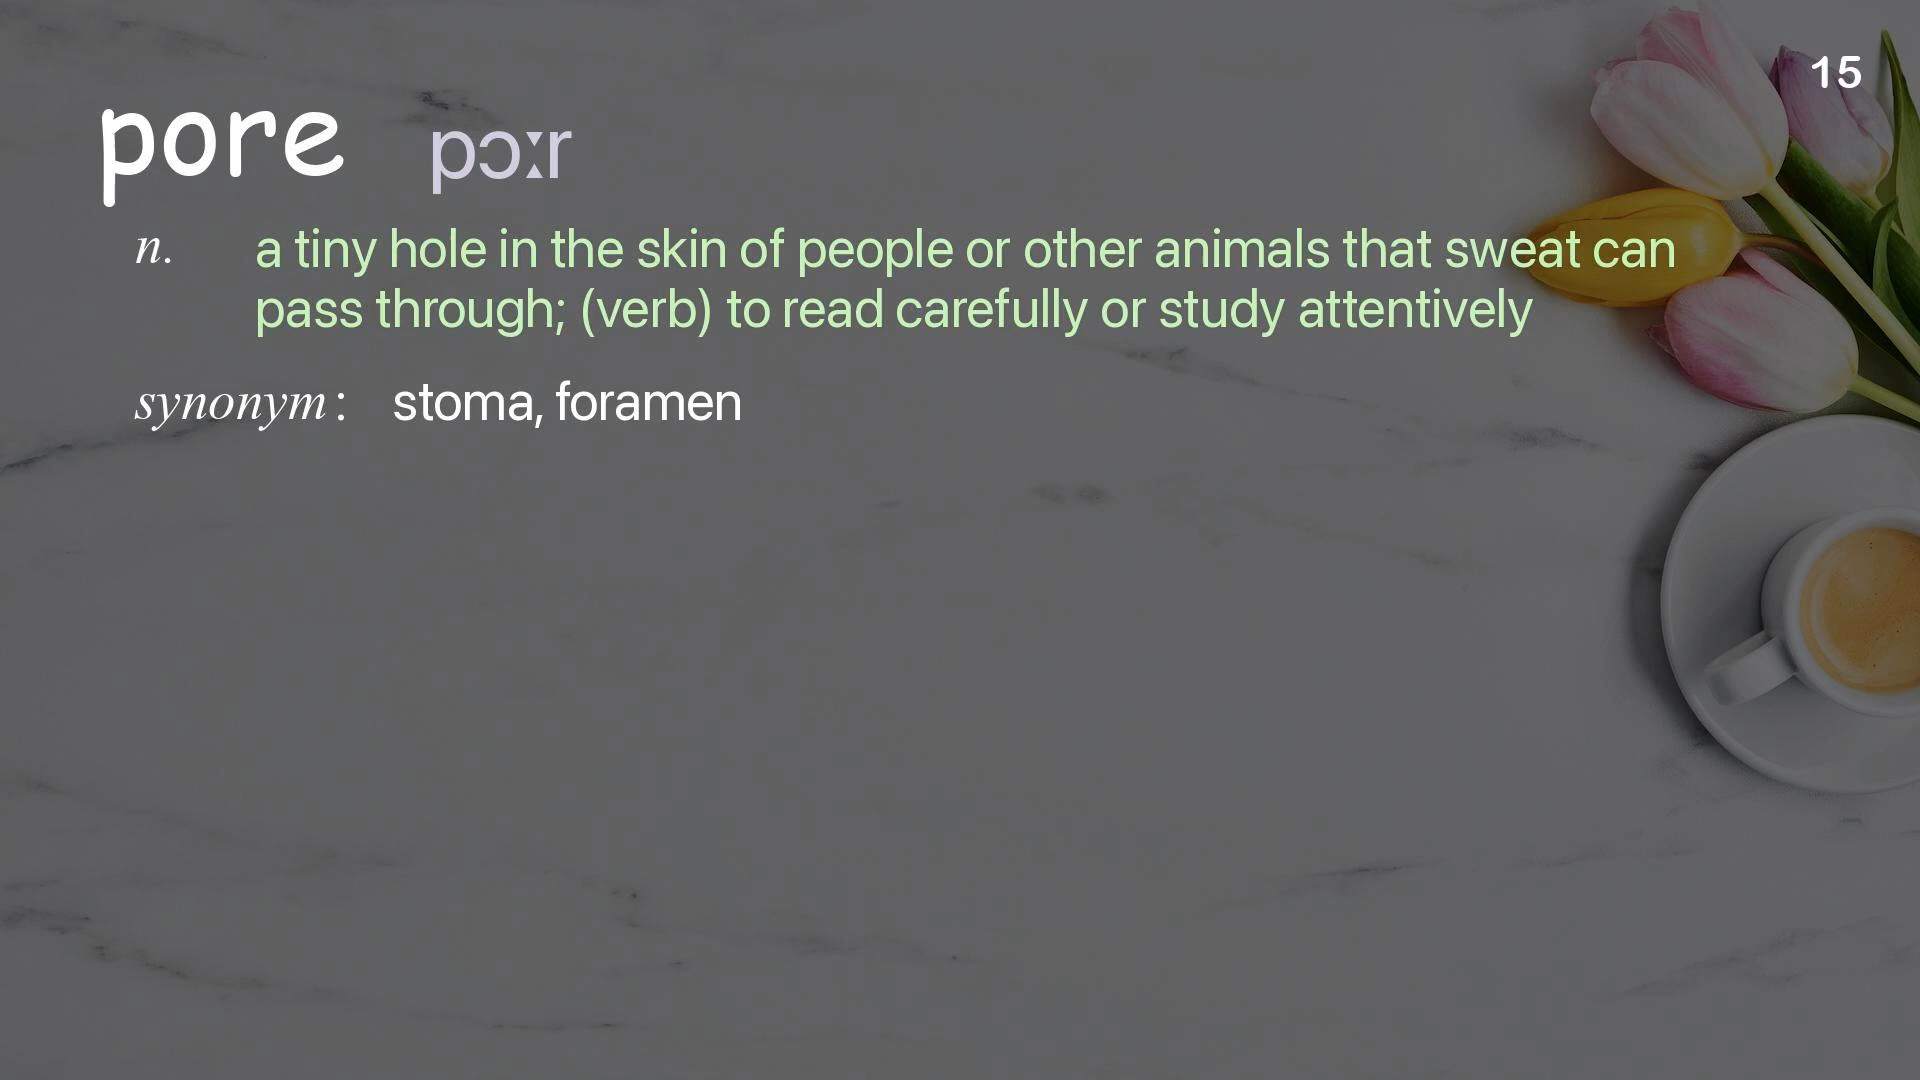 15
pore pɔːr
n. a tiny hole in the skin of people or other animals that sweat can
pass through; (verb) to read carefully or study attentively
synonym: stoma, foramen